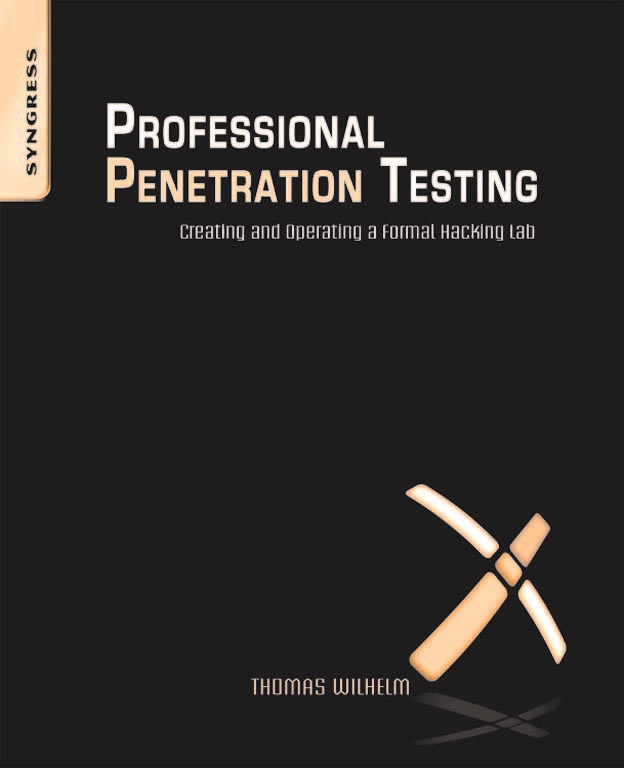 SYNGRESS
PROFESSIONAL
PENETRATION TESTING
Creating and Operating a Formal Hacking Lab
THOMAS WILHELM